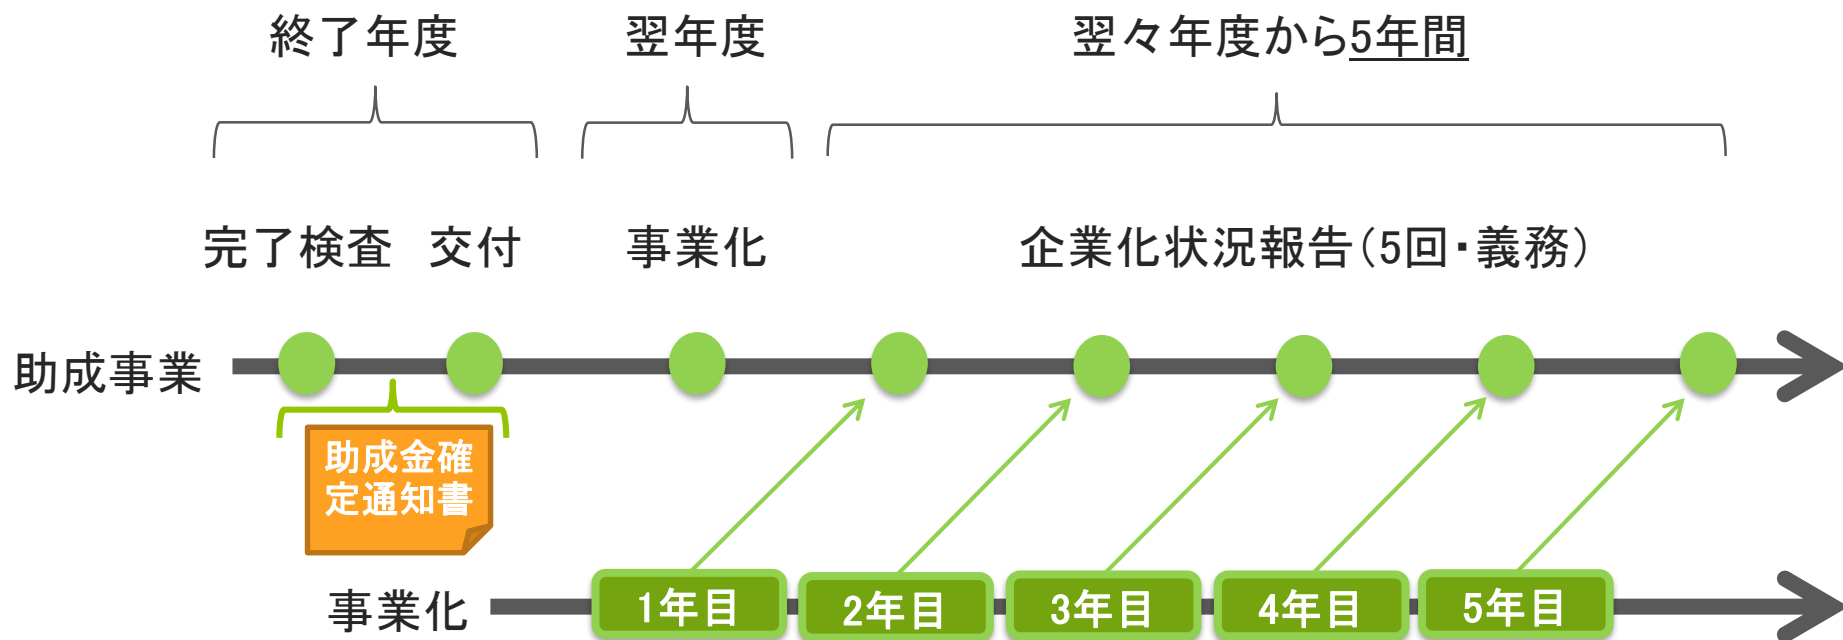 終了年度
翌年度
翌々年度から5年間
完了検査 交付
事業化
企業化状況報告(5回・義務)
助成事業
助成金確
定通知書
事業化
1年目
2年目
3年目
4年目
5年目